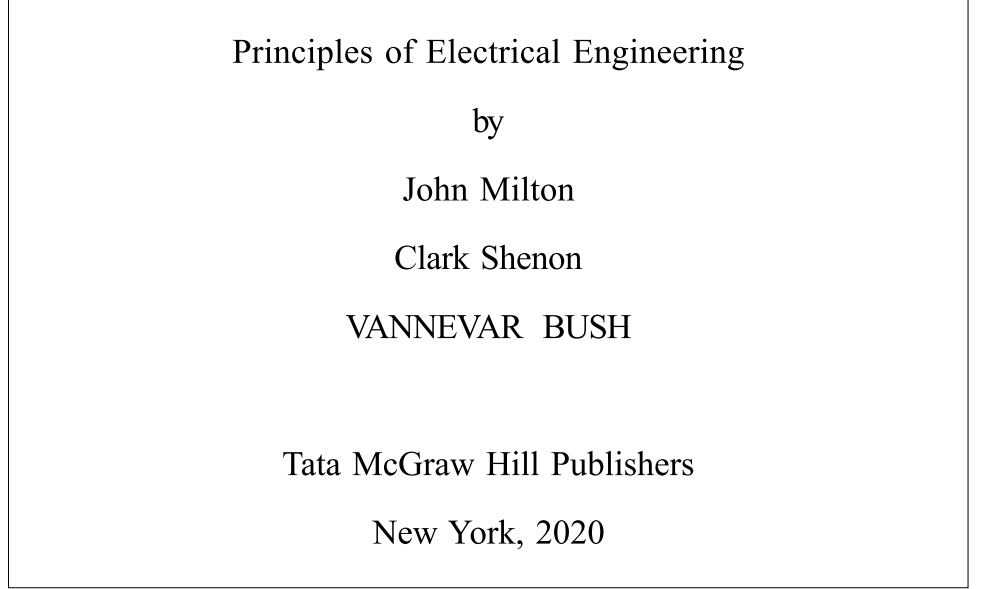 Principles of Electrical Engineering
by
John Milton
Clark Shenon
VANNEVAR BUSH
Tata McGraw Hill Publishers
New York, 2020